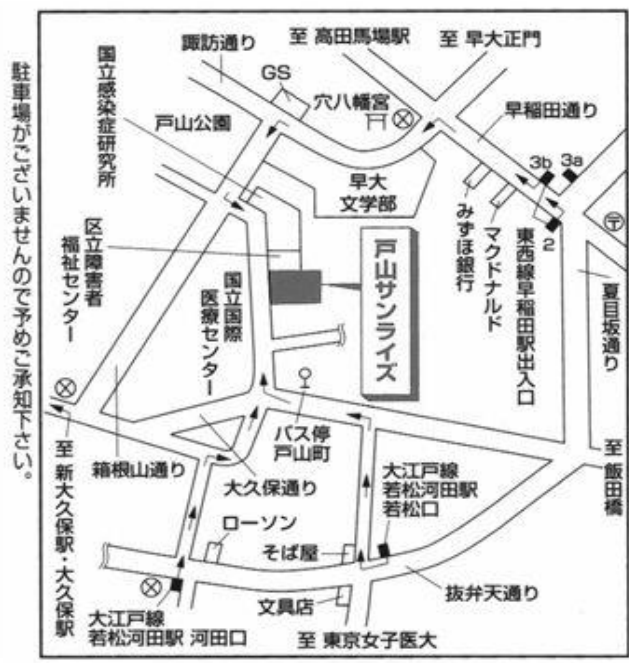 駐車場がございませんので予めご承知下さい。
諏訪通り
至 高田馬場駅
至 早大正門
GS
穴八幡宮
早稲田通り
国立感染症研究所
戸山公園
早大
文学部
3b
3a
2
みずほ銀行
マクドナルド
東西線早稲田駅出入口
夏目坂通り
区立障害者
福祉センター
国立国際
医療センター
戸山サンライズ
バス停
戸山町
箱根山通り
大久保通り
至 新大久保駅・大久保駅
至 飯田橋
大江戸線
若松河田駅
若松口
ローソン
そば屋
抜弁天通り
文具店
大江戸線
若松河田駅 河田口
至 東京女子医大